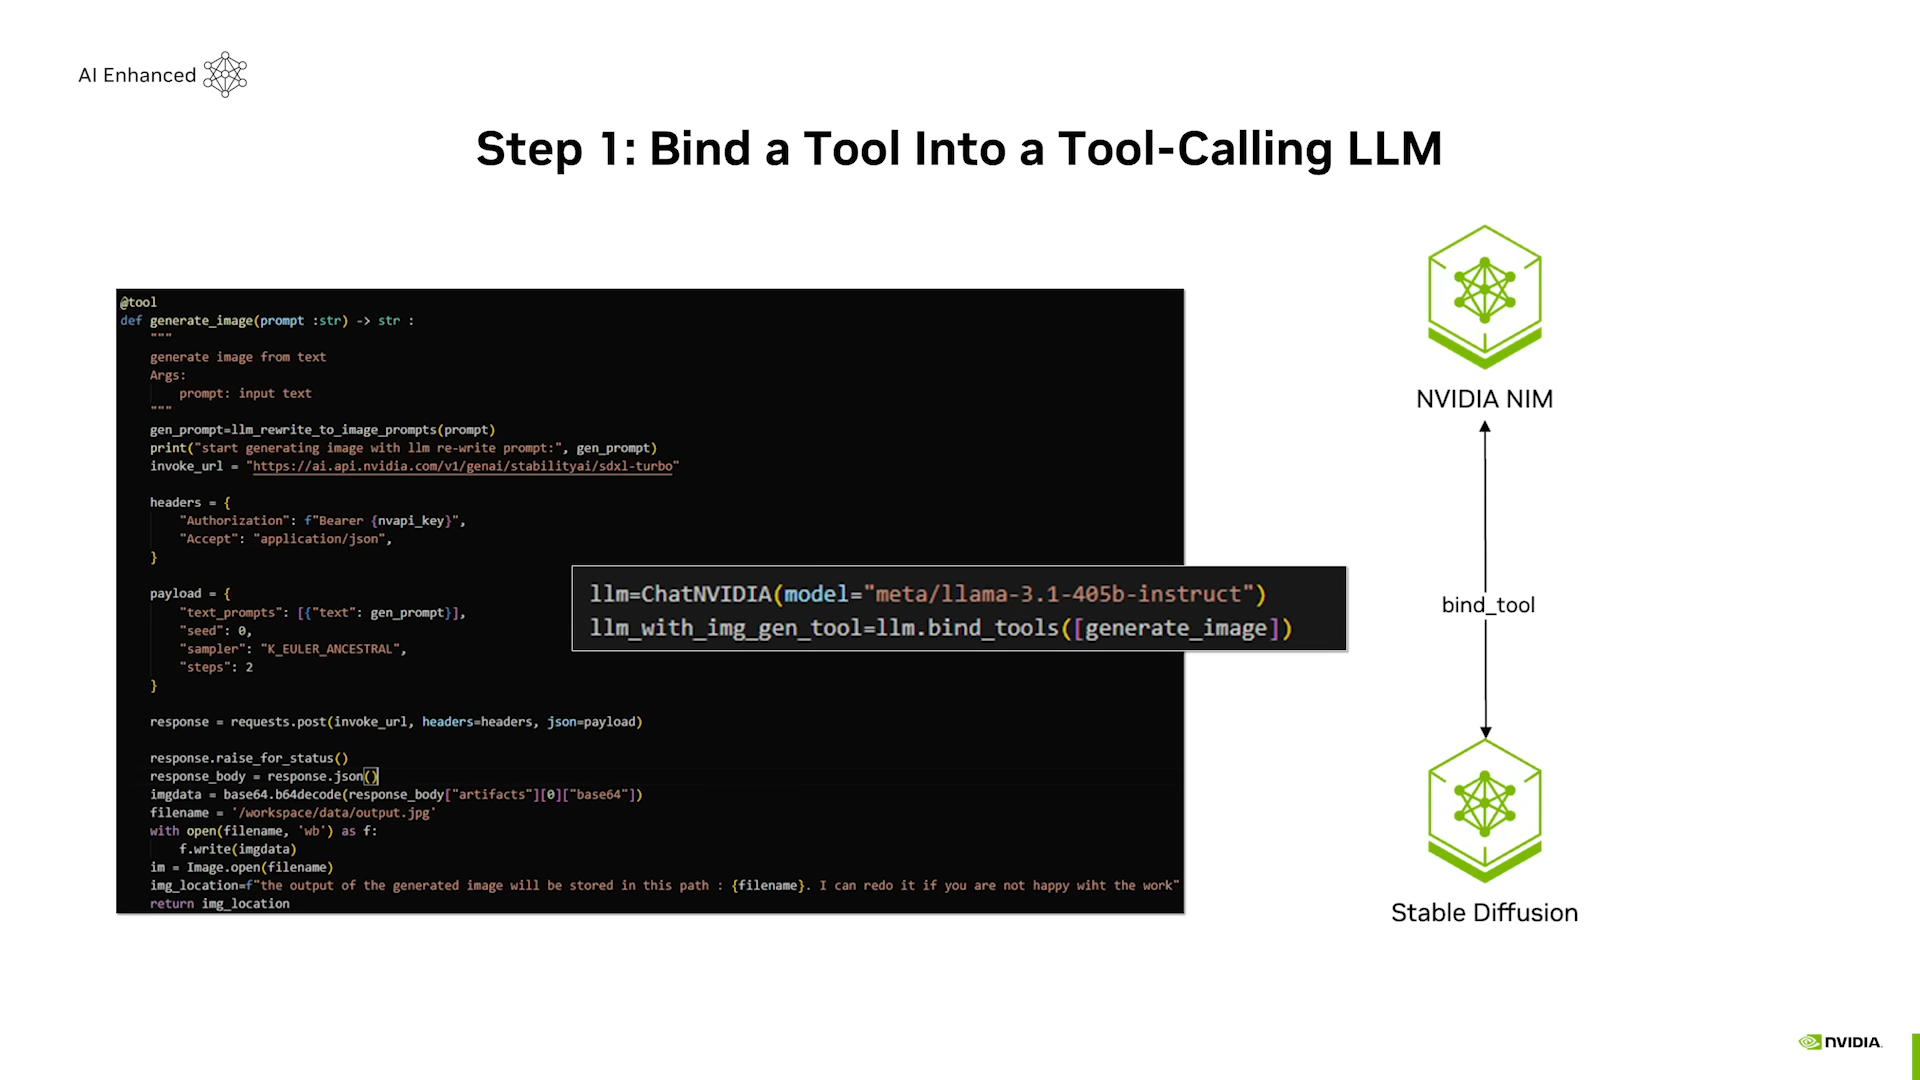 AI Enhanced
Step 1: Bind a Tool Into a Tool-Calling LLM
@tool
def generate_image(prompt :str) -> str :
"""
generate image from text
Args:
prompt: input text
"""
gen_prompt=llm_rewrite_to_image_prompts(prompt)
print("start generating image with llm re-write prompt:", gen_prompt)
invoke_url = "https://ai.api.nvidia.com/v1/genai/stabilityai/sdxl-turbo"
headers = {
"Authorization": f"Bearer {nvapi_key}",
"Accept": "application/json",
}
payload = {
"text_prompts": [{"text": gen_prompt}],
"seed": 0,
"sampler": "K_EULER_ANCESTRAL",
"steps": 2
}
response = requests.post(invoke_url, headers=headers, json=payload)
response.raise_for_status()
response_body = response.json()
imgdata = base64.b64decode(response_body["artifacts"][0]["base64"])
filename = '/workspace/data/output.jpg'
with open(filename, 'wb') as f:
f.write(imgdata)
im = Image.open(filename)
img_location=f"the output of the generated image will be stored in this path : {filename}. I can redo it if you are not happy wiht the work"
return img_location
llm=ChatNVIDIA(model="meta/llama-3.1-405b-instruct")
llm_with_img_gen_tool=llm.bind_tools([generate_image])
NVIDIA NIM
bind_tool
Stable Diffusion
NVIDIA.